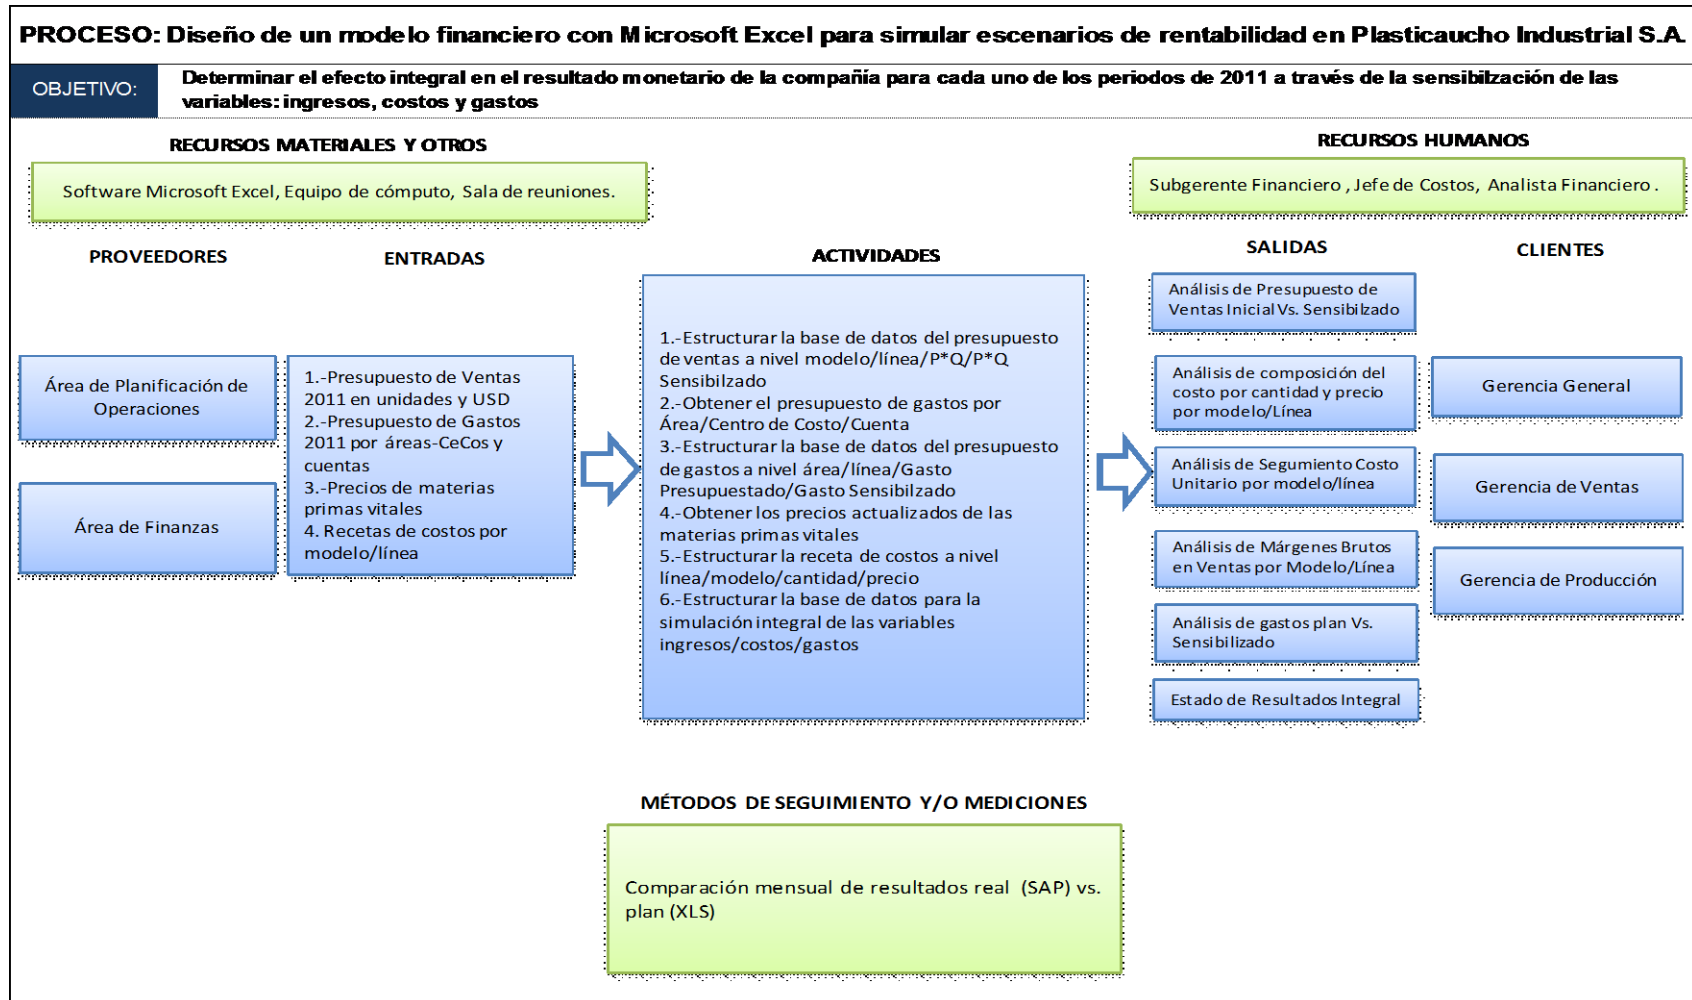 PROCESO: Diseño de un modelo financiero con Microsoft Excel para simular escenarios de rentabilidad en Plasticaucho Industrial S.A.
OBJETIVO:
Determinar el efecto integral en el resultado monetario de la compañía para cada uno de los periodos de 2011 a través de la sensibilzación de las
variables: ingresos, costos y gastos
RECURSOS MATERIALES Y OTROS
Software Microsoft Excel, Equipo de cómputo, Sala de reuniones.
RECURSOS HUMANOS
Subgerente Financiero , Jefe de Costos, Analista Financiero .
PROVEEDORES
Área de Planificación de
Operaciones
Área de Finanzas
ENTRADAS
1.-Presupuesto de Ventas
2011 en unidades y USD
2.-Presupuesto de Gastos
2011 por áreas-CeCos y
cuentas
3.-Precios de materias
primas vitales
4. Recetas de costos por
modelo/línea
ACTIVIDADES
1.-Estructurar la base de datos del presupuesto
de ventas a nivel modelo/línea/P*Q/P*Q
Sensibilzado
2.-Obtener el presupuesto de gastos por
Área/Centro de Costo/Cuenta
3.-Estructurar la base de datos del presupuesto
de gastos a nivel área/línea/Gasto
Presupuestado/Gasto Sensibilzado
4.-Obtener los precios actualizados de las
materias primas vitales
5.-Estructurar la receta de costos a nivel
línea/modelo/cantidad/precio
6.-Estructurar la base de datos para la
simulación integral de las variables
ingresos/costos/gastos
SALIDAS
Análisis de Presupuesto de
Ventas Inicial Vs. Sensibilzado
Análisis de composición del
costo por cantidad y precio
por modelo/Línea
Análisis de Segumiento Costo
Unitario por modelo/línea
Análisis de Márgenes Brutos
en Ventas por Modelo/Línea
Análisis de gastos plan Vs.
Sensibilizado
Estado de Resultados Integral
CLIENTES
Gerencia General
Gerencia de Ventas
Gerencia de Producción
MÉTODOS DE SEGUIMIENTO Y/O MEDICIONES
Comparación mensual de resultados real (SAP) vs.
plan (XLS)